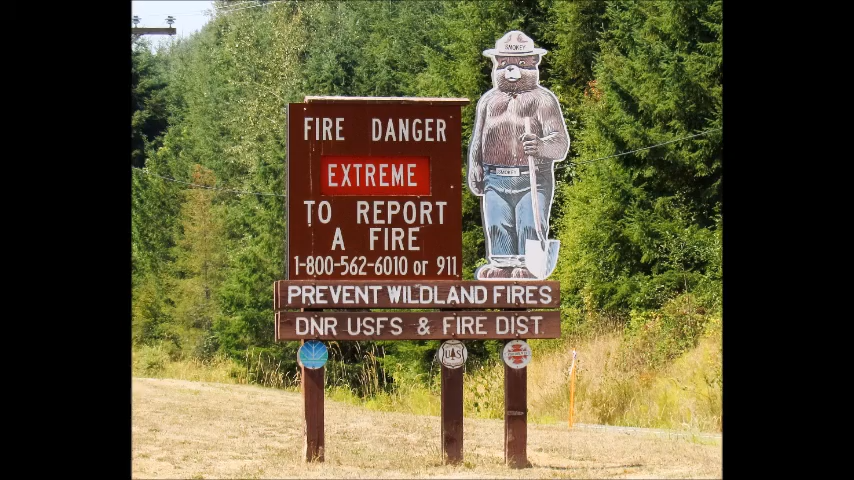 SMOKEY
FIRE DANGER
EXTREME
TO REPORT
A FIRE
1-800-562-6010 or 911
SMOKEY
PREVENT WILDLAND FIRES
DNR USFS & FIRE DIST.
UAS